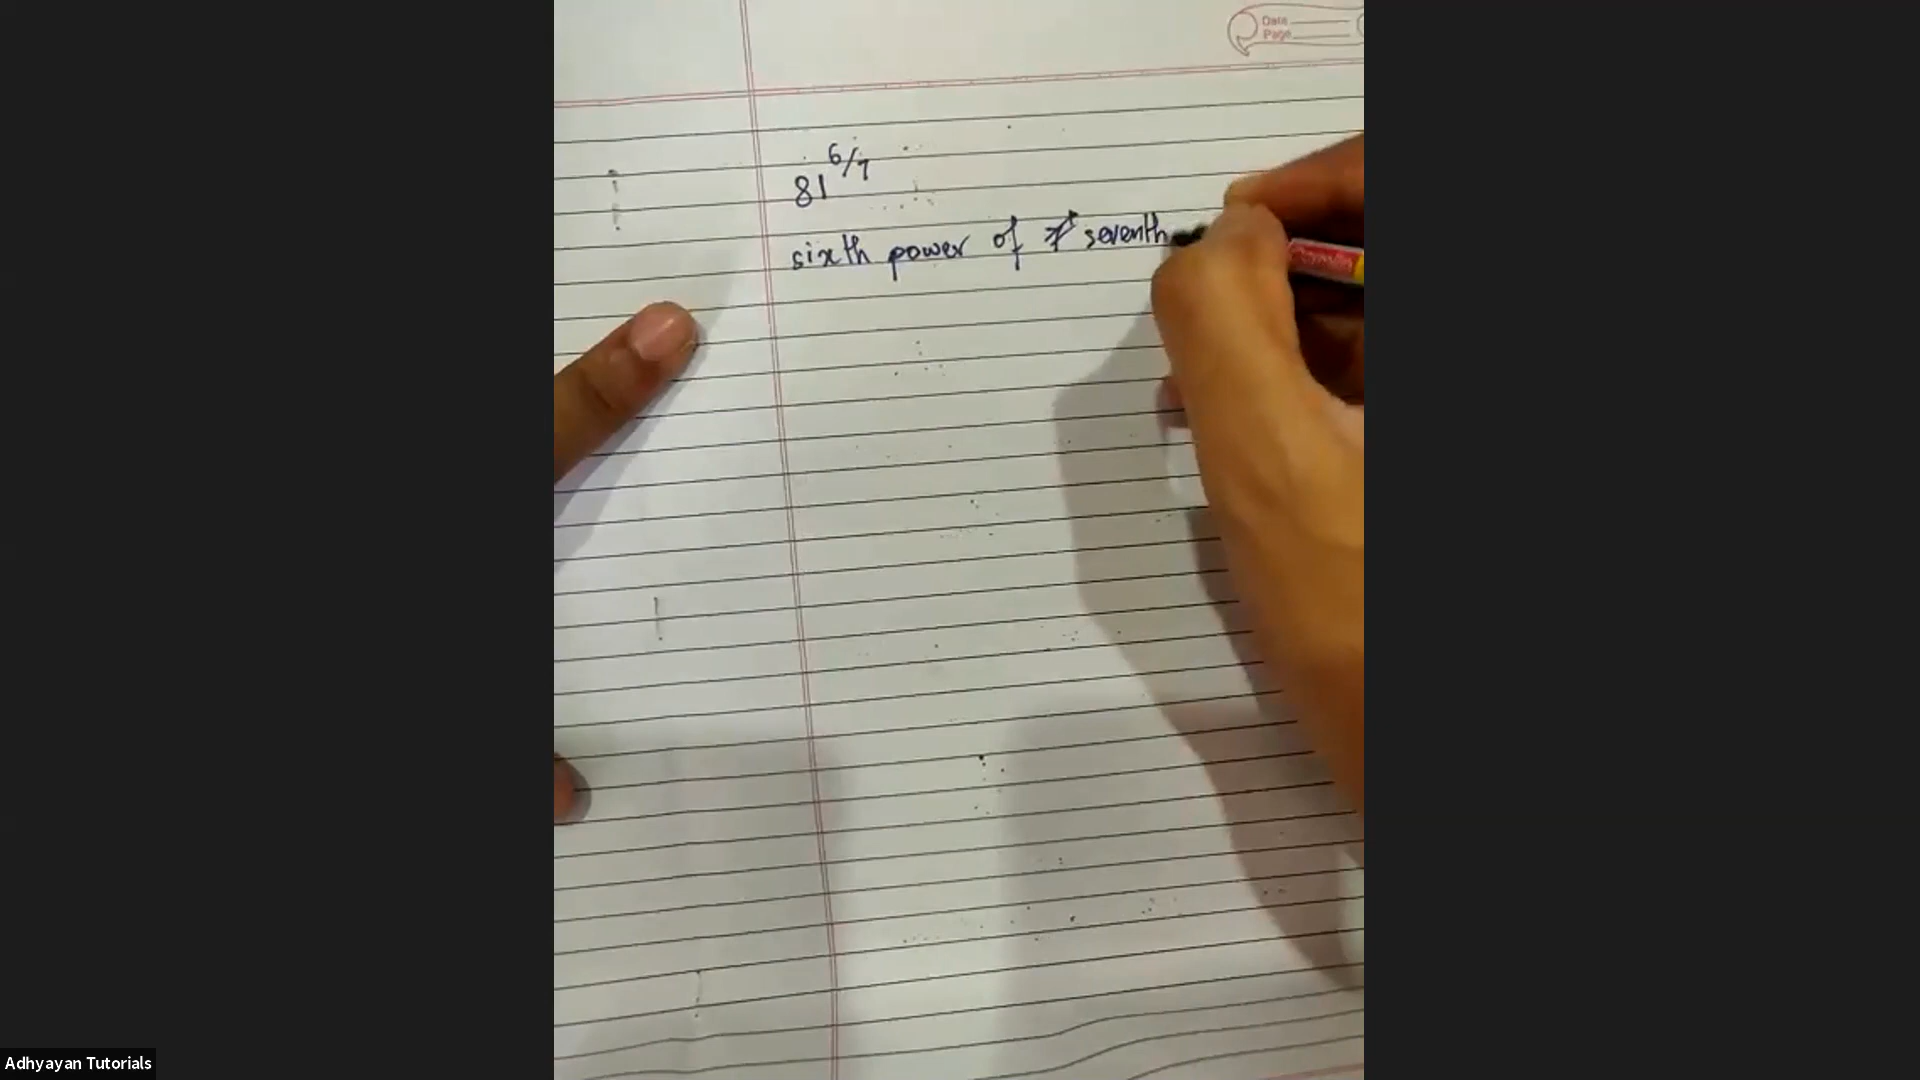 Date
Page
81^6/7
sixth power of seventh
Adhyayan Tutorials